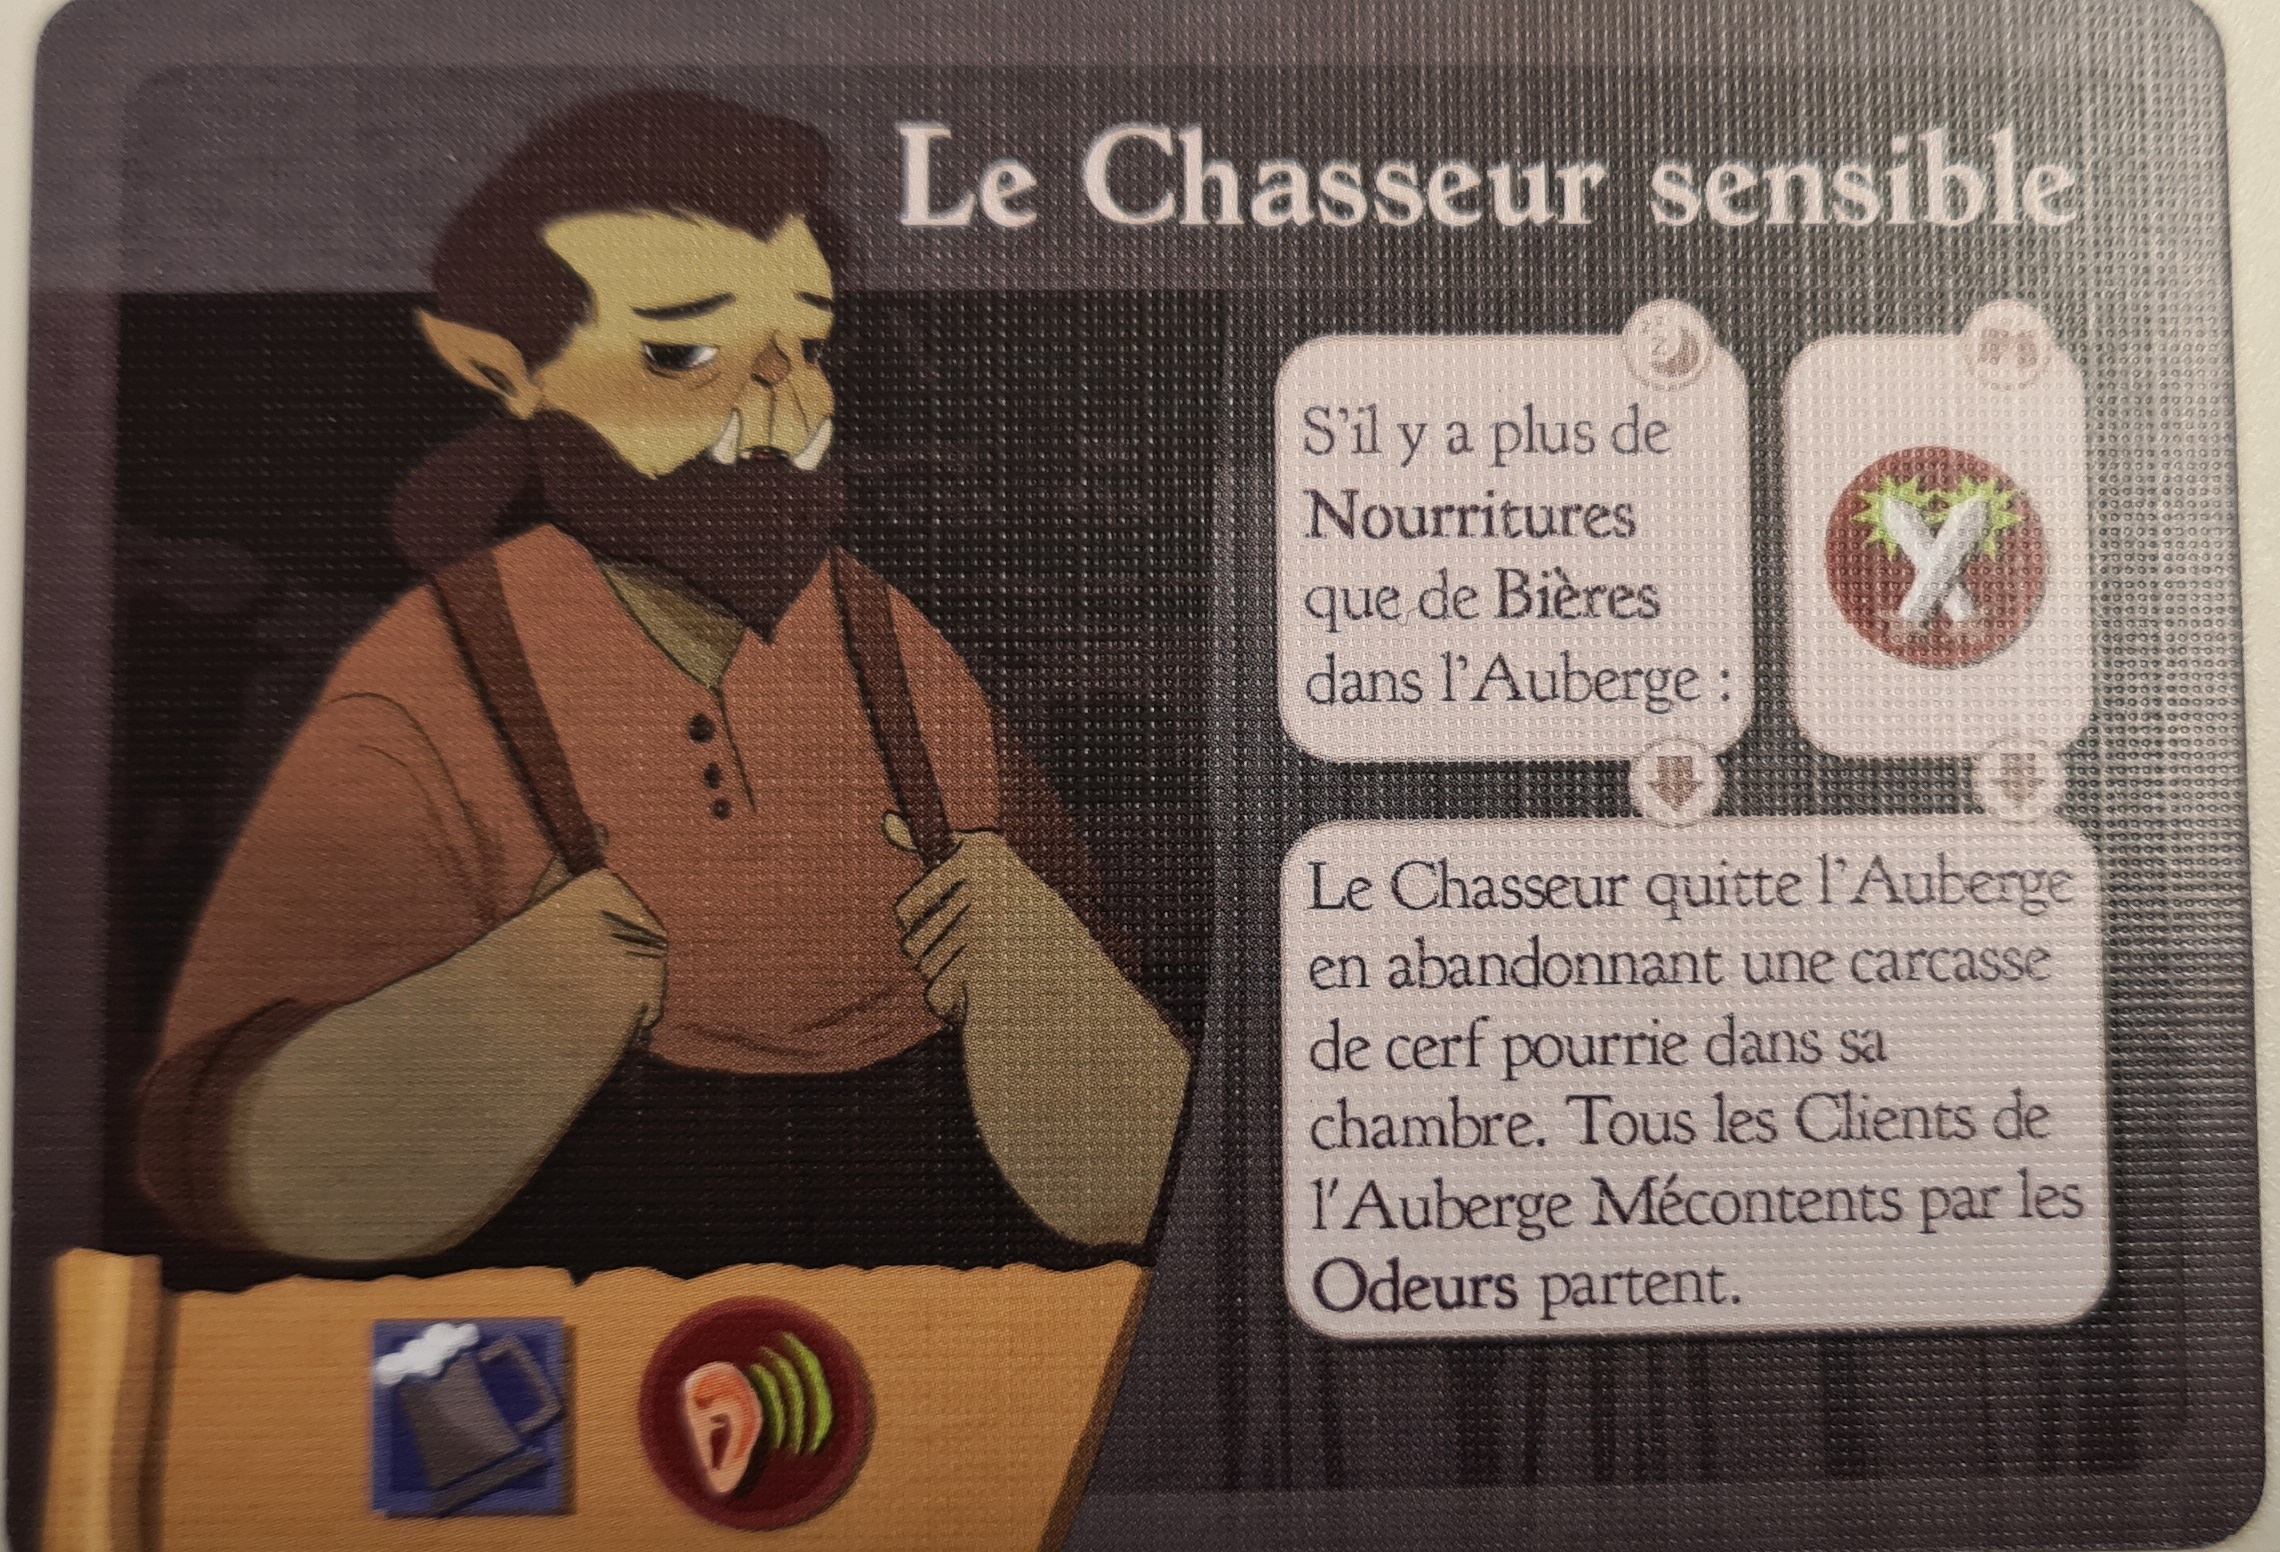 Le Chasseur sensible
S'il y a plus de
Nourritures
que de Bières
dans l'Auberge :
Le Chasseur quitte l'Auberge
en abandonnant une carcasse
de cerf pourrie dans sa
chambre. Tous les Clients de
l'Auberge Mécontents par les
Odeurs partent.